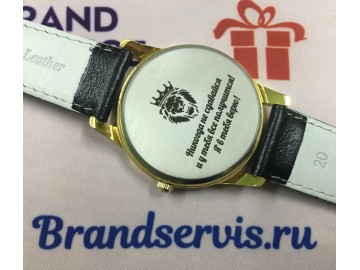 BRAND
Leather
Никогда не сдавайся
и у тебя все получится!
Я в тебя верю!
20
Brandservis.ru